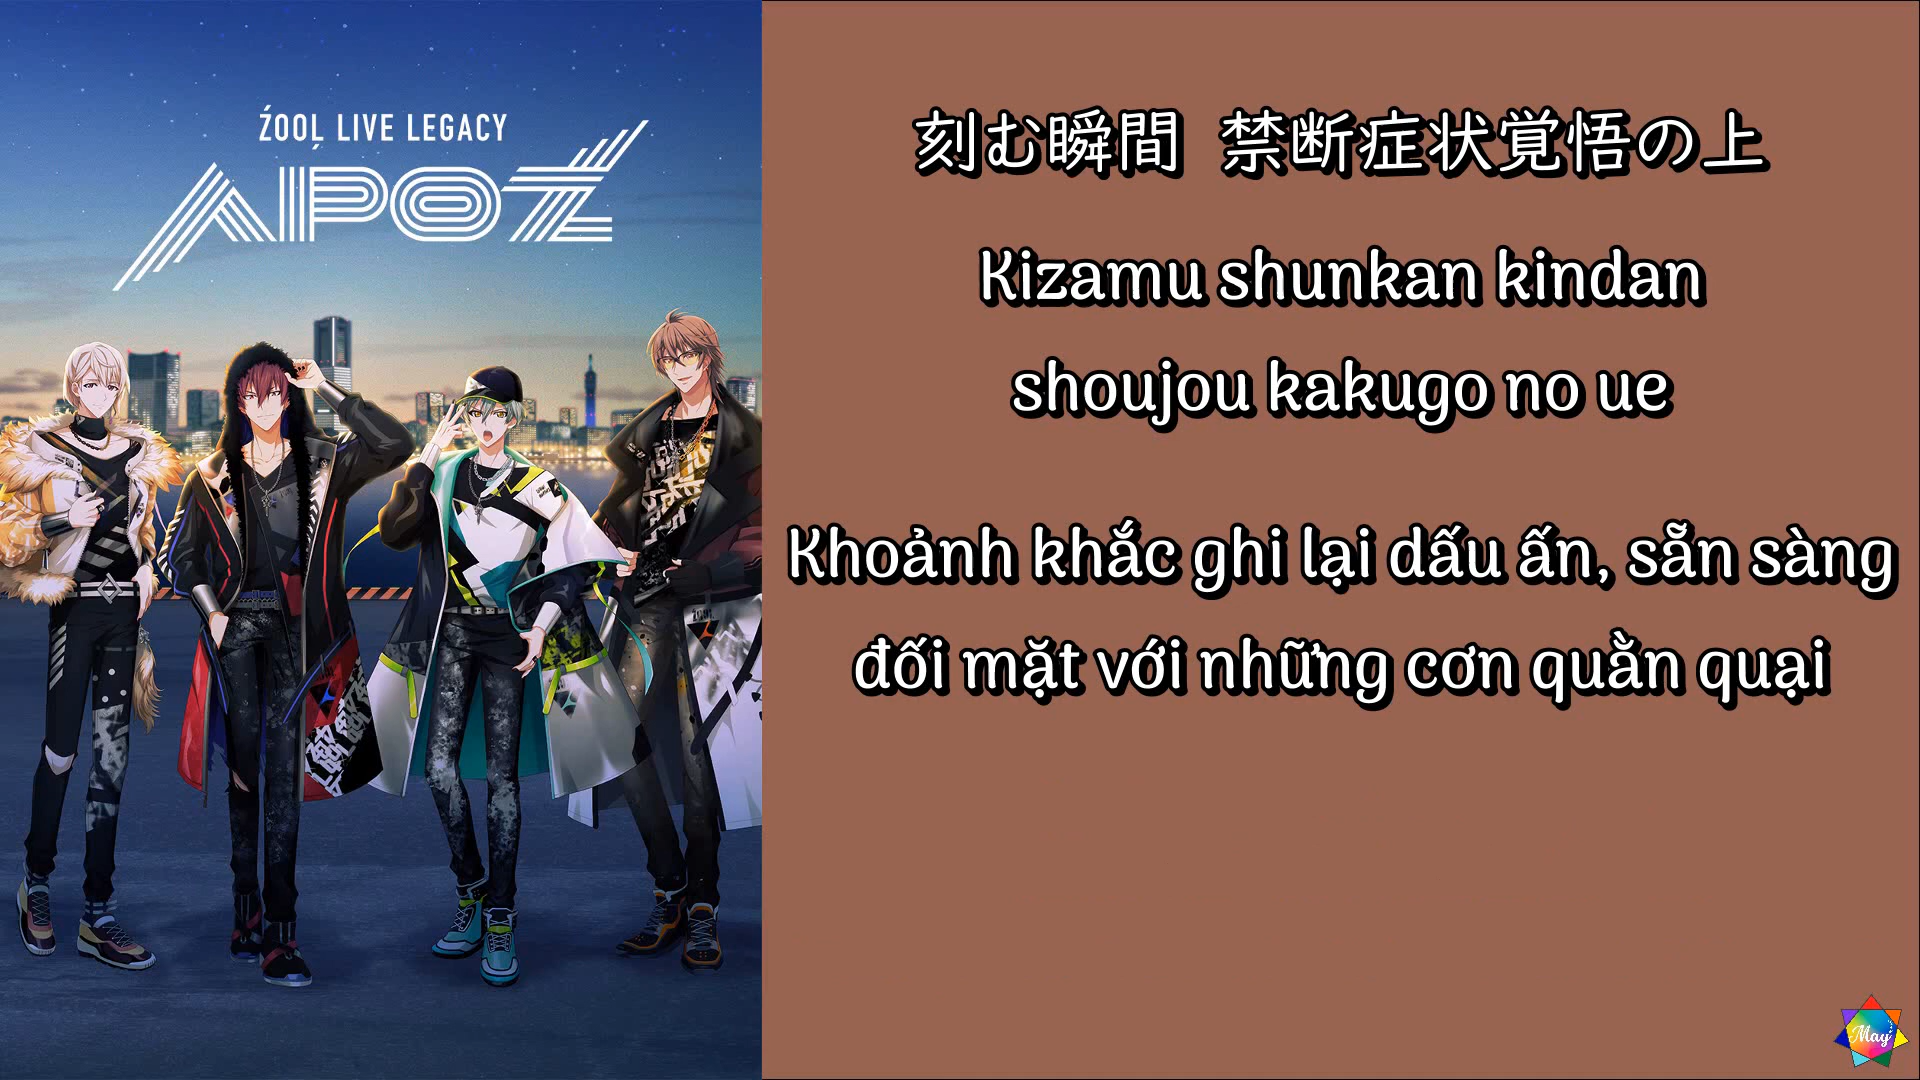 ŹOOĻ LIVE LEGACY
APOŹ
刻む瞬間 禁断症状覚悟の上
Kizamu shunkan kindan
shoujou kakugo no ue
Khoảnh khắc ghi lại dấu ấn, sẵn sàng
đối mặt với những cơn quằn quại
May